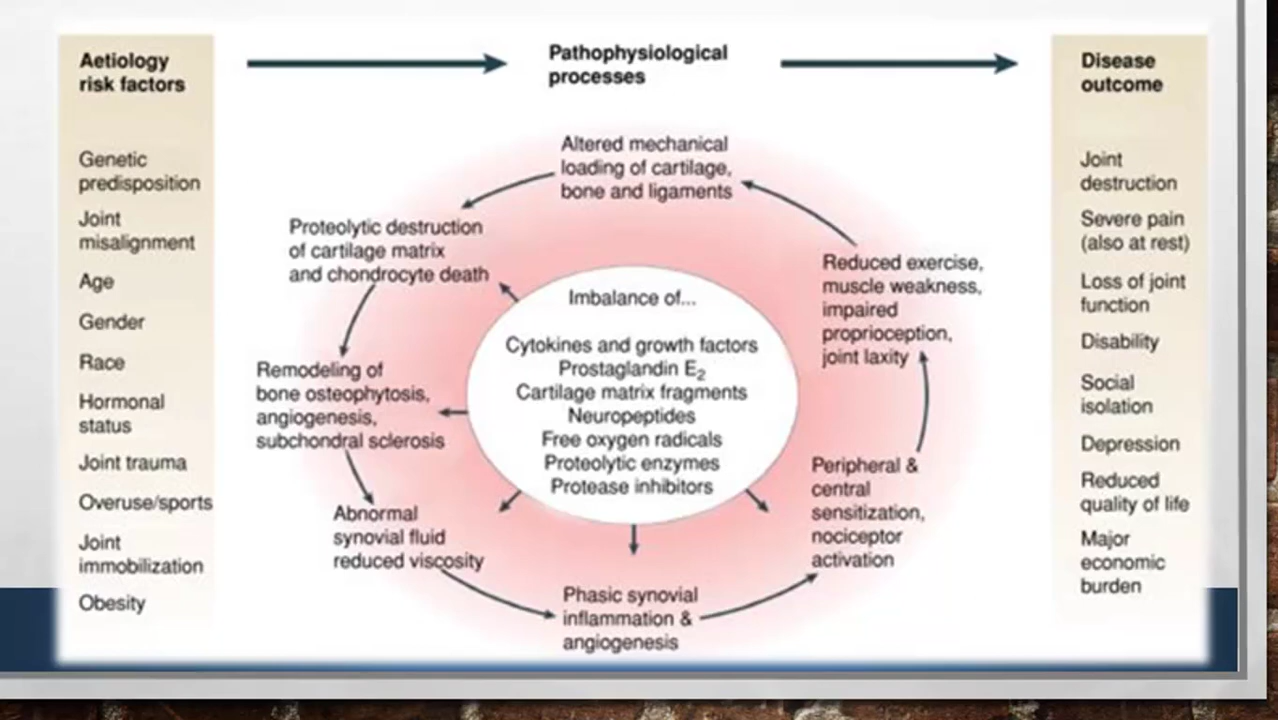 Aetiology
risk factors
Genetic
predisposition
Joint
misalignment
Age
Gender
Race
Hormonal
status
Joint trauma
Overuse/sports
Joint
immobilization
Obesity
Pathophysiological
processes
Altered mechanical
loading of cartilage,
bone and ligaments
Proteolytic destruction
of cartilage matrix
and chondrocyte death
Remodeling of
bone osteophytosis,
angiogenesis,
subchondral sclerosis
Abnormal
synovial fluid
reduced viscosity
Phasic synovial
inflammation &
angiogenesis
Peripheral &
central
sensitization,
nociceptor
activation
Reduced exercise,
muscle weakness,
impaired
proprioception,
joint laxity
Imbalance of...
Cytokines and growth factors
Prostaglandin E₂
Cartilage matrix fragments
Neuropeptides
Free oxygen radicals
Proteolytic enzymes
Protease inhibitors
Disease
outcome
Joint
destruction
Severe pain
(also at rest)
Loss of joint
function
Disability
Social
isolation
Depression
Reduced
quality of life
Major
economic
burden